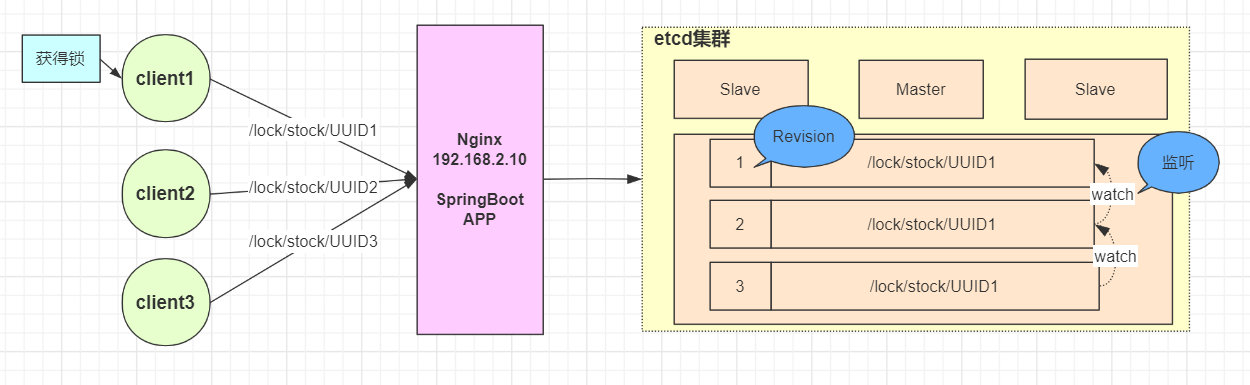 获得锁
client1
client2
client3
/lock/stock/UUID1
/lock/stock/UUID2
/lock/stock/UUID3
Nginx
192.168.2.10
SpringBoot
APP
etcd集群
Slave
Master
Slave
Revision
监听
1
/lock/stock/UUID1
watch
2
/lock/stock/UUID1
watch
3
/lock/stock/UUID1